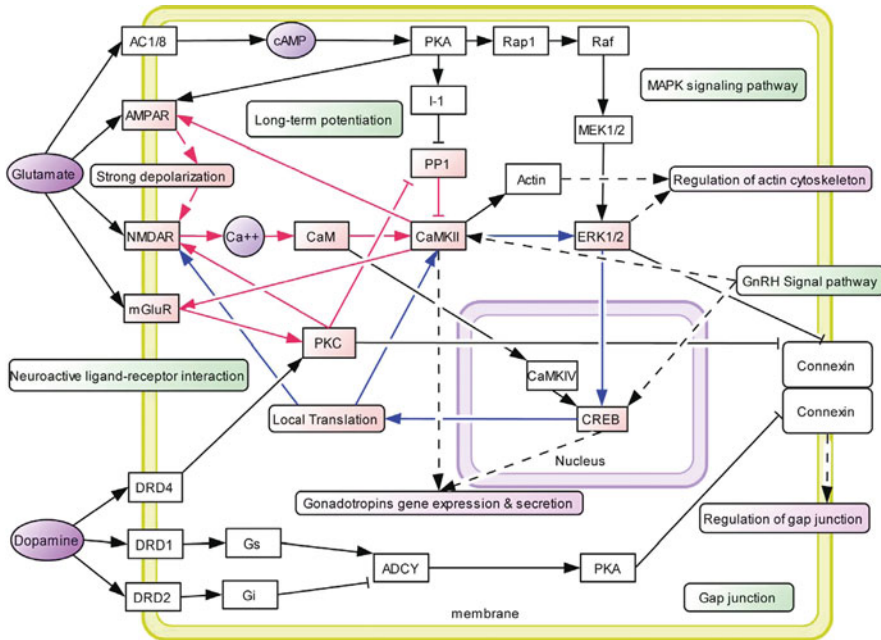 AC1/8
cAMP
PKA
Rap1
Raf
MAPK signaling pathway
AMPAR
Long-term potentiation
I-1
MEK1/2
Glutamate
Strong depolarization
PP1
Actin
Regulation of actin cytoskeleton
NMDAR
Ca++
CaM
CaMKII
ERK1/2
GnRH Signal pathway
mGluR
PKC
Connexin
Neuroactive ligand-receptor interaction
CaMKIV
Connexin
Local Translation
CREB
Nucleus
DRD4
Gonadotropins gene expression & secretion
Regulation of gap junction
Dopamine
DRD1
Gs
ADCY
PKA
DRD2
Gi
Gap junction
membrane